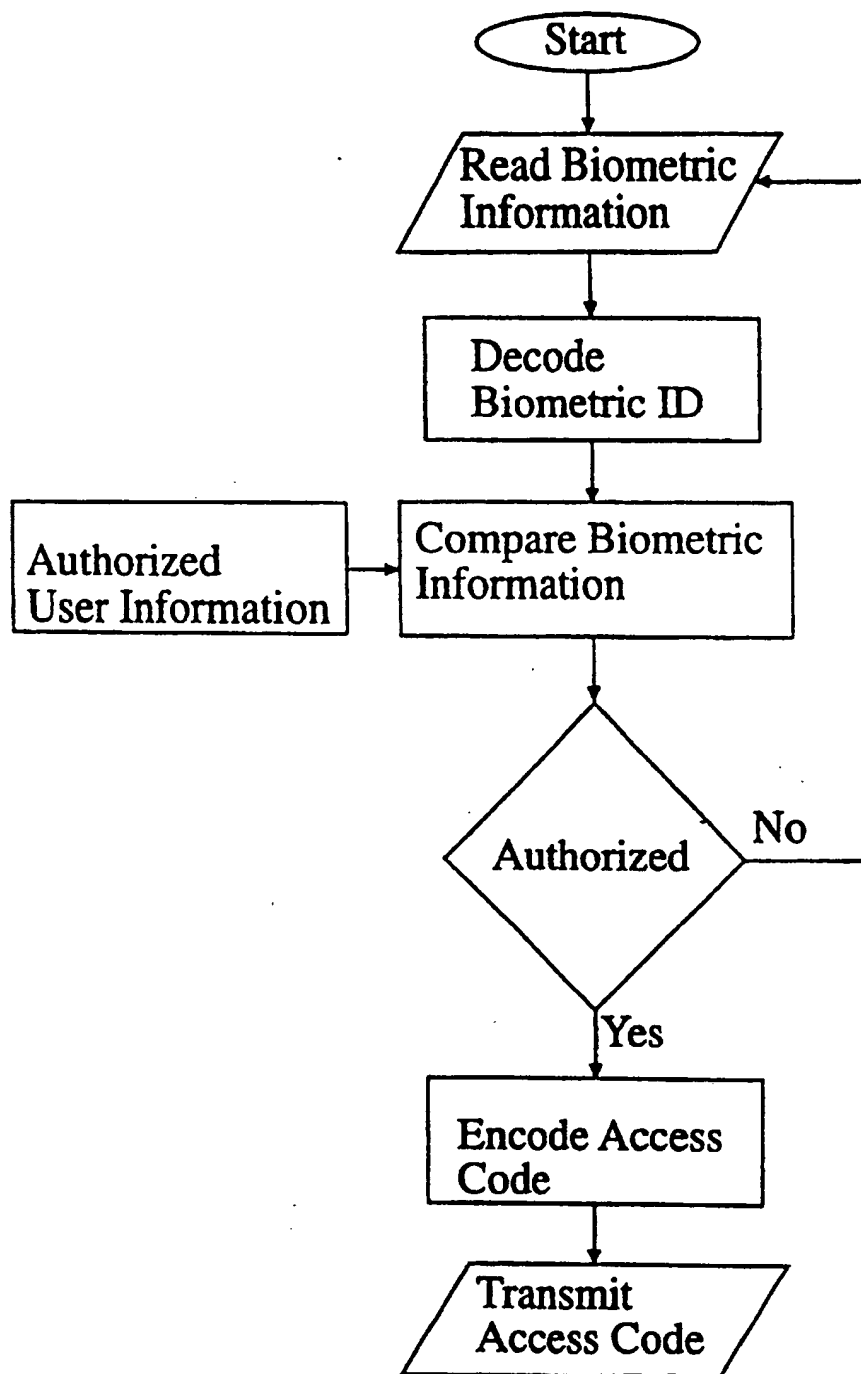 Start
Read Biometric
Information
Decode
Biometric ID
Authorized
User Information
Compare Biometric
Information
Authorized
No
Yes
Encode Access
Code
Transmit
Access Code